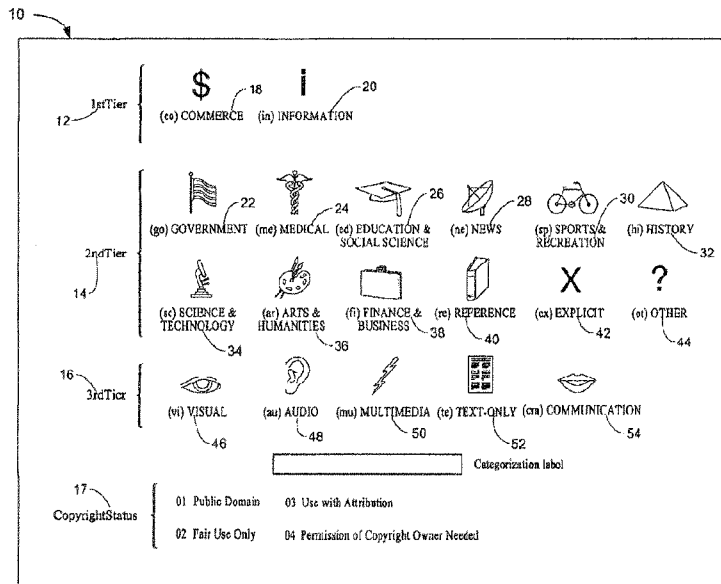 10
$ i
18 20
1stTier
12
(co) COMMERCE (in) INFORMATION
22 24 26 28 30
(go) GOVERNMENT (me) MEDICAL (ed) EDUCATION & SOCIAL SCIENCE (ne) NEWS (sp) SPORTS & RECREATION (hi) HISTORY
32
2ndTier
14
X ?
(sc) SCIENCE & TECHNOLOGY (ar) ARTS & HUMANITIES (fi) FINANCE & BUSINESS (re) REFERENCE (ex) EXPLICIT (ot) OTHER
34 36 38 40 42 44
16
3rdTier
(vi) VISUAL (au) AUDIO (mu) MULTIMEDIA (te) TEXT-ONLY (cm) COMMUNICATION
46 48 50 52 54
Categorization label
17
CopyrightStatus
01 Public Domain 03 Use with Attribution
02 Fair Use Only 04 Permission of Copyright Owner Needed